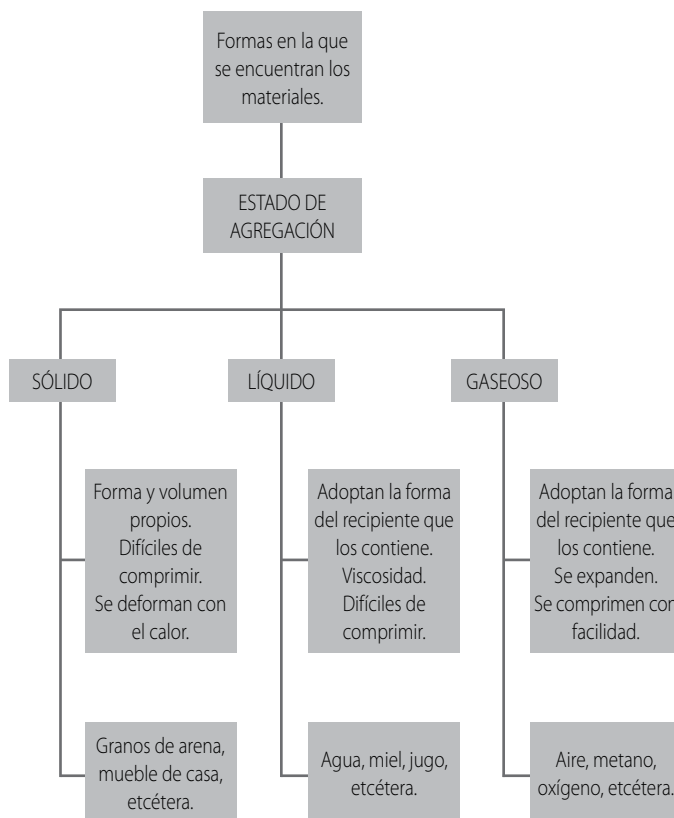 Formas en la que
se encuentran los
materiales.
ESTADO DE
AGREGACIÓN
SÓLIDO
LÍQUIDO
GASEOSO
Forma y volumen
propios.
Difíciles de
comprimir.
Se deforman con
el calor.
Adoptan la forma
del recipiente que
los contiene.
Viscosidad.
Difíciles de
comprimir.
Adoptan la forma
del recipiente que
los contiene.
Se expanden.
Se comprimen con
facilidad.
Granos de arena,
mueble de casa,
etcétera.
Agua, miel, jugo,
etcétera.
Aire, metano,
oxígeno, etcétera.